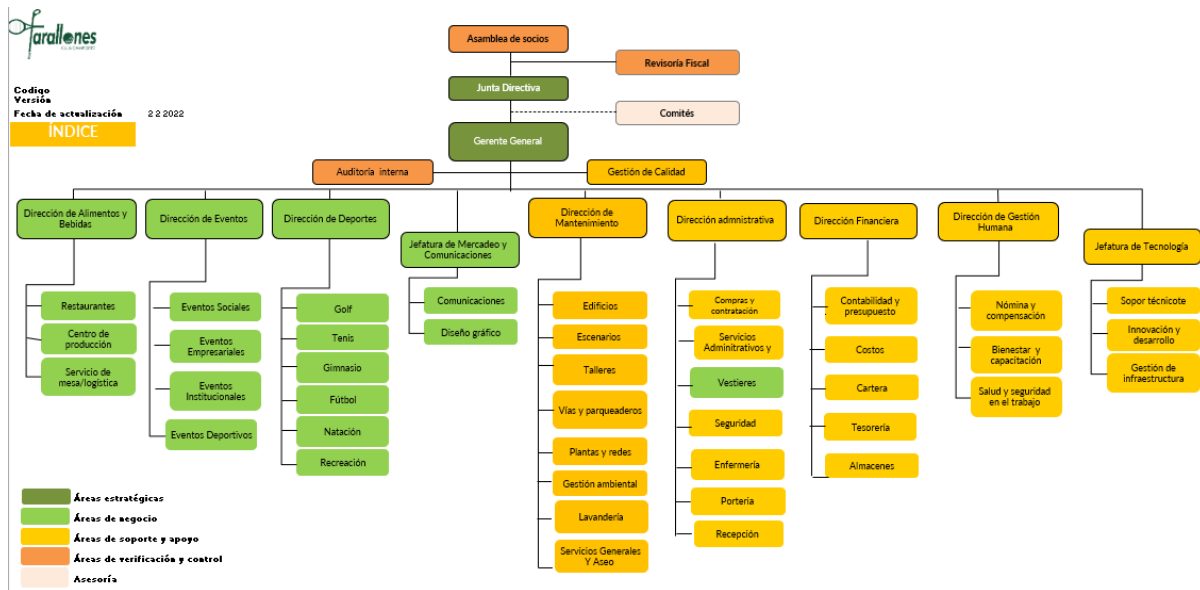 Farallones
Asamblea de socios
Revisoría Fiscal
Junta Directiva
Codigo
Versión
Fecha de actualización 2 2 2022
Comités
ÍNDICE
Gerente General
Auditoría interna
Gestión de Calidad
Dirección de Alimentos y
Bebidas
Dirección de Eventos
Dirección de Deportes
Jefatura de Mercadeo y
Comunicaciones
Dirección de
Mantenimiento
Dirección admnistrativa
Dirección Financiera
Dirección de Gestión
Humana
Jefatura de Tecnología
Restaurantes
Centro de
producción
Servicio de
mesa/logística
Eventos Sociales
Eventos
Empresariales
Eventos
Institucionales
Eventos Deportivos
Golf
Tenis
Gimnasio
Fútbol
Natación
Recreación
Comunicaciones
Diseño gráfico
Edificios
Escenarios
Talleres
Vías y parqueaderos
Plantas y redes
Gestión ambiental
Lavandería
Servicios Generales
Y Aseo
Compras y
contratación
Servicios
Adminitrativos y
Vestieres
Seguridad
Enfermería
Portería
Recepción
Contabilidad y
presupuesto
Costos
Cartera
Tesorería
Almacenes
Nómina y
compensación
Bienestar y
capacitación
Salud y seguridad
en el trabajo
Sopor técnicote
Innovación y
desarrollo
Gestión de
infraestructura
Áreas estratégicas
Áreas de negocio
Áreas de soporte y apoyo
Áreas de verificación y control
Asesoría